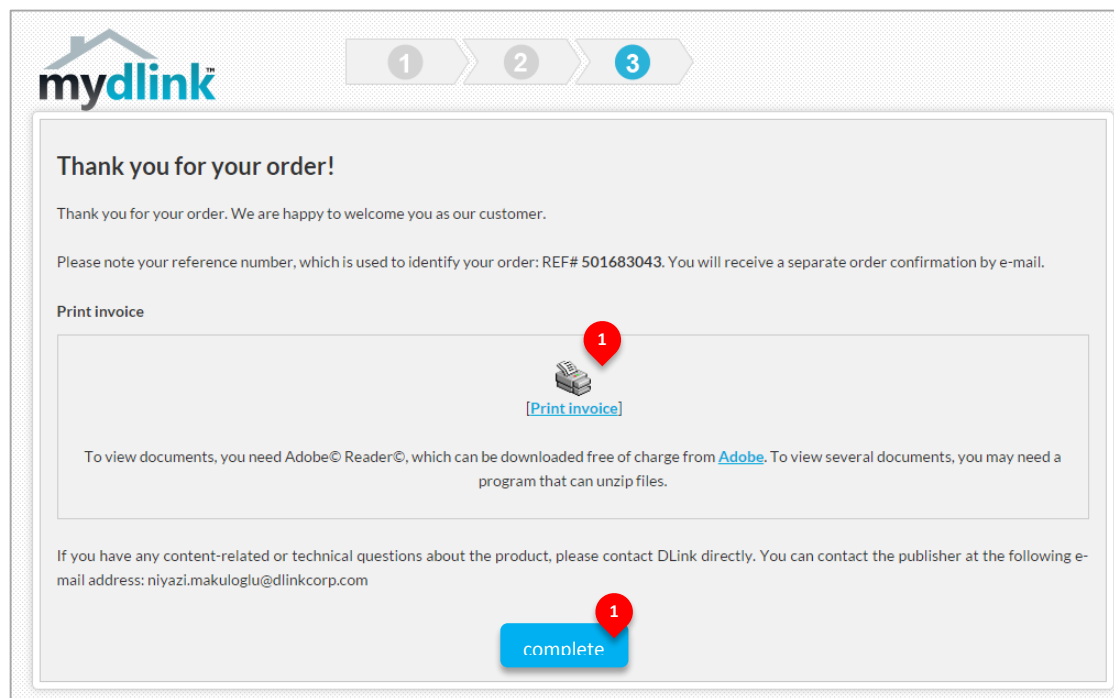 mydlink™
1 2 3
Thank you for your order!
Thank you for your order. We are happy to welcome you as our customer.
Please note your reference number, which is used to identify your order: REF# 501683043. You will receive a separate order confirmation by e-mail.
Print invoice
1
[Print invoice]
To view documents, you need Adobe© Reader©, which can be downloaded free of charge from Adobe. To view several documents, you may need a
program that can unzip files.
If you have any content-related or technical questions about the product, please contact DLink directly. You can contact the publisher at the following e-
mail address: niyazi.makuloglu@dlinkcorp.com
1
complete